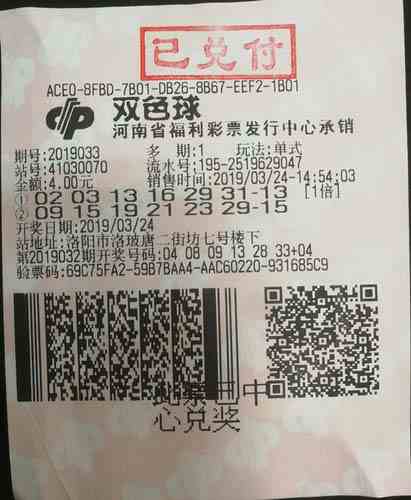 已兑付
ACE0-8FBD-7B01-DB26-8B67-EEF2-1B01
双色球
河南省福利彩票发行中心承销
期号:2019033 多 期:1 玩法:单式
站号:41030070 流水号:195-2519629047
金额:4.00元 销售时间:2019/03/24-14:54:03
① 02 03 13 16 29 31-13 [1倍]
② 09 15 19 21 23 29-15
开奖日期:2019/03/24
站地址:洛阳市洛玻唐二街坊七号楼下
第2019032期开奖号码:04 08 09 13 28 33+04
验票码:69C75FA2-59B7BAA4-AAC60220-931685C9
此票已中
心兑奖